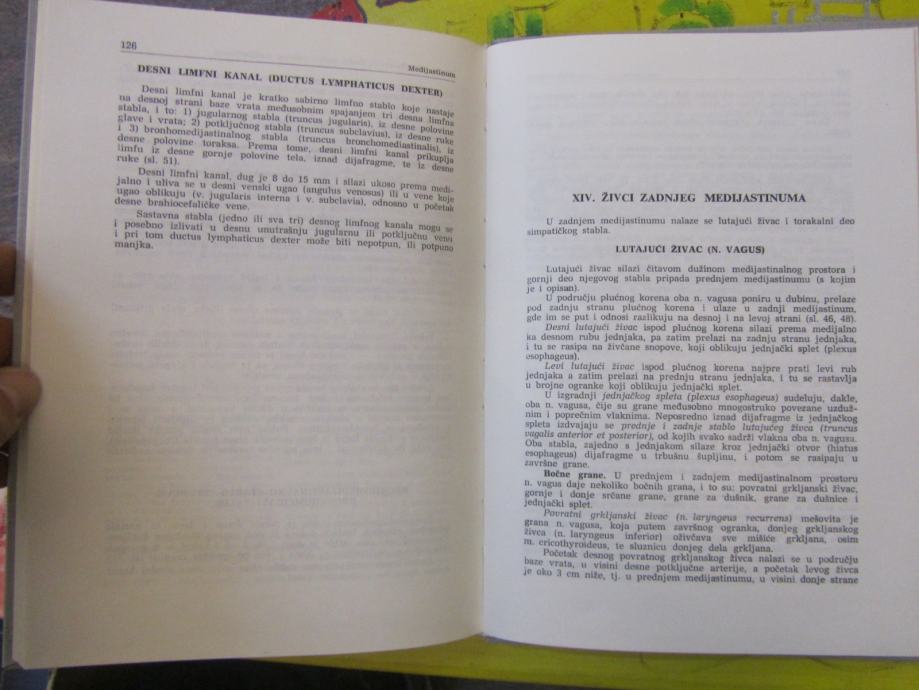 126
Medijastinum
DESNI LIMFNI KANAL (DUCTUS LYMPHATICUS DEXTER)
Desni limfni kanal je kratko sabirno limfno stablo koje nastaje
na desnoj strani baze vrata međusobnim spajanjem tri desna limfna
stabla, i to: 1) jugularnog stabla (truncus jugularis), iz desne polovine
glave i vrata; 2) potključnog stabla (truncus subclavius), iz desne ruke
i 3) bronhomedijastinalnog stabla (truncus bronchomediastinalis), iz
desne polovine toraksa. Prema tome, desni limfni kanal prikuplja
limfu iz desne gornje polovine tela, iznad dijafragme, te iz desne
ruke (sl. 51).
Desni limfni kanal, dug je 8 do 15 mm i silazi ukoso prema medi-
jalno i uliva se u desni venski ugao (angulus venosus) ili u vene koje
ugao oblikuju (v. jugularis interna i v. subclavia), odnosno u početak
desne brahiocefaličke vene.
Sastavna stabla (jedno ili sva tri) desnog limfnog kanala mogu se
i posebno izlivati u desnu unutrašnju jugularnu ili potključnu venu
i pri tom ductus lymphaticus dexter može biti nepotpun, ili potpuno
manjka.
XIV. ŽIVCI ZADNJEG MEDIJASTINUMA
U zadnjem medijastinumu nalaze se lutajući živac i torakalni deo
simpatičkog stabla.
LUTAJUĆI ŽIVAC (N. VAGUS)
Lutajući živac silazi čitavom dužinom medijastinalnog prostora i
gornji deo njegovog stabla pripada prednjem medijastinumu (s kojim
je i opisan).
U području plućnog korena oba n. vagusa poniru u dubinu, prelaze
pod zadnju stranu plućnog korena i ulaze u zadnji medijastinum,
gde im se put i odnosi razlikuju na desnoj i na levoj strani (sl. 46, 48).
Desni lutajući živac ispod plućnog korena silazi prema medijalno
ka desnom rubu jednjaka, pa zatim prelazi na zadnju stranu jednjaka,
i tu se rasipa na živčane snopove, koji oblikuju jednjački splet (plexus
esophageus).
Levi lutajući živac ispod plućnog korena najpre prati levi rub
jednjaka a zatim prelazi na prednju stranu jednjaka, i tu se rastavlja
u brojne ogranke koji oblikuju jednjački splet.
U izgradnji jednjačkog spleta (plexus esophageus) sudeluju, dakle,
oba n. vagusa, čije su grane međusobno mnogostruko povezane uzduž-
nim i poprečnim vlaknima. Neposredno iznad dijafragme iz jednjačkog
spleta izdvajaju se prednje i zadnje stablo lutajućeg živca (truncus
vagalis anterior et posterior), od kojih svako sadrži vlakna oba n. vagusa.
Oba stabla, zajedno s jednjakom silaze kroz jednjački otvor (hiatus
esophageus) dijafragme u trbušnu šupljinu, i potom se rasipaju u
završne grane.
Bočne grane. U prednjem i zadnjem medijastinalnom prostoru
n. vagus daje nekoliko bočnih grana, i to su: povratni grkljanski živac,
gornje i donje srčane grane, grane za dušnik, grane za dušnice i
jednjački splet.
Povratni grkljanski živac (n. laryngeus recurrens) mešovita je
grana n. vagusa, koja putem završnog ogranka, donjeg grkljanskog
živca (n. laryngeus inferior) oživčava sve mišiće grkljana, osim
m. cricothyroideus, te sluznicu donjeg dela grkljana.
Početak desnog povratnog grkljanskog živca nalazi se u području
baze vrata, u visini desne potključne arterije, a početak levog živca
je oko 3 cm niže, tj. u prednjem medijastinumu, u visini donje strane